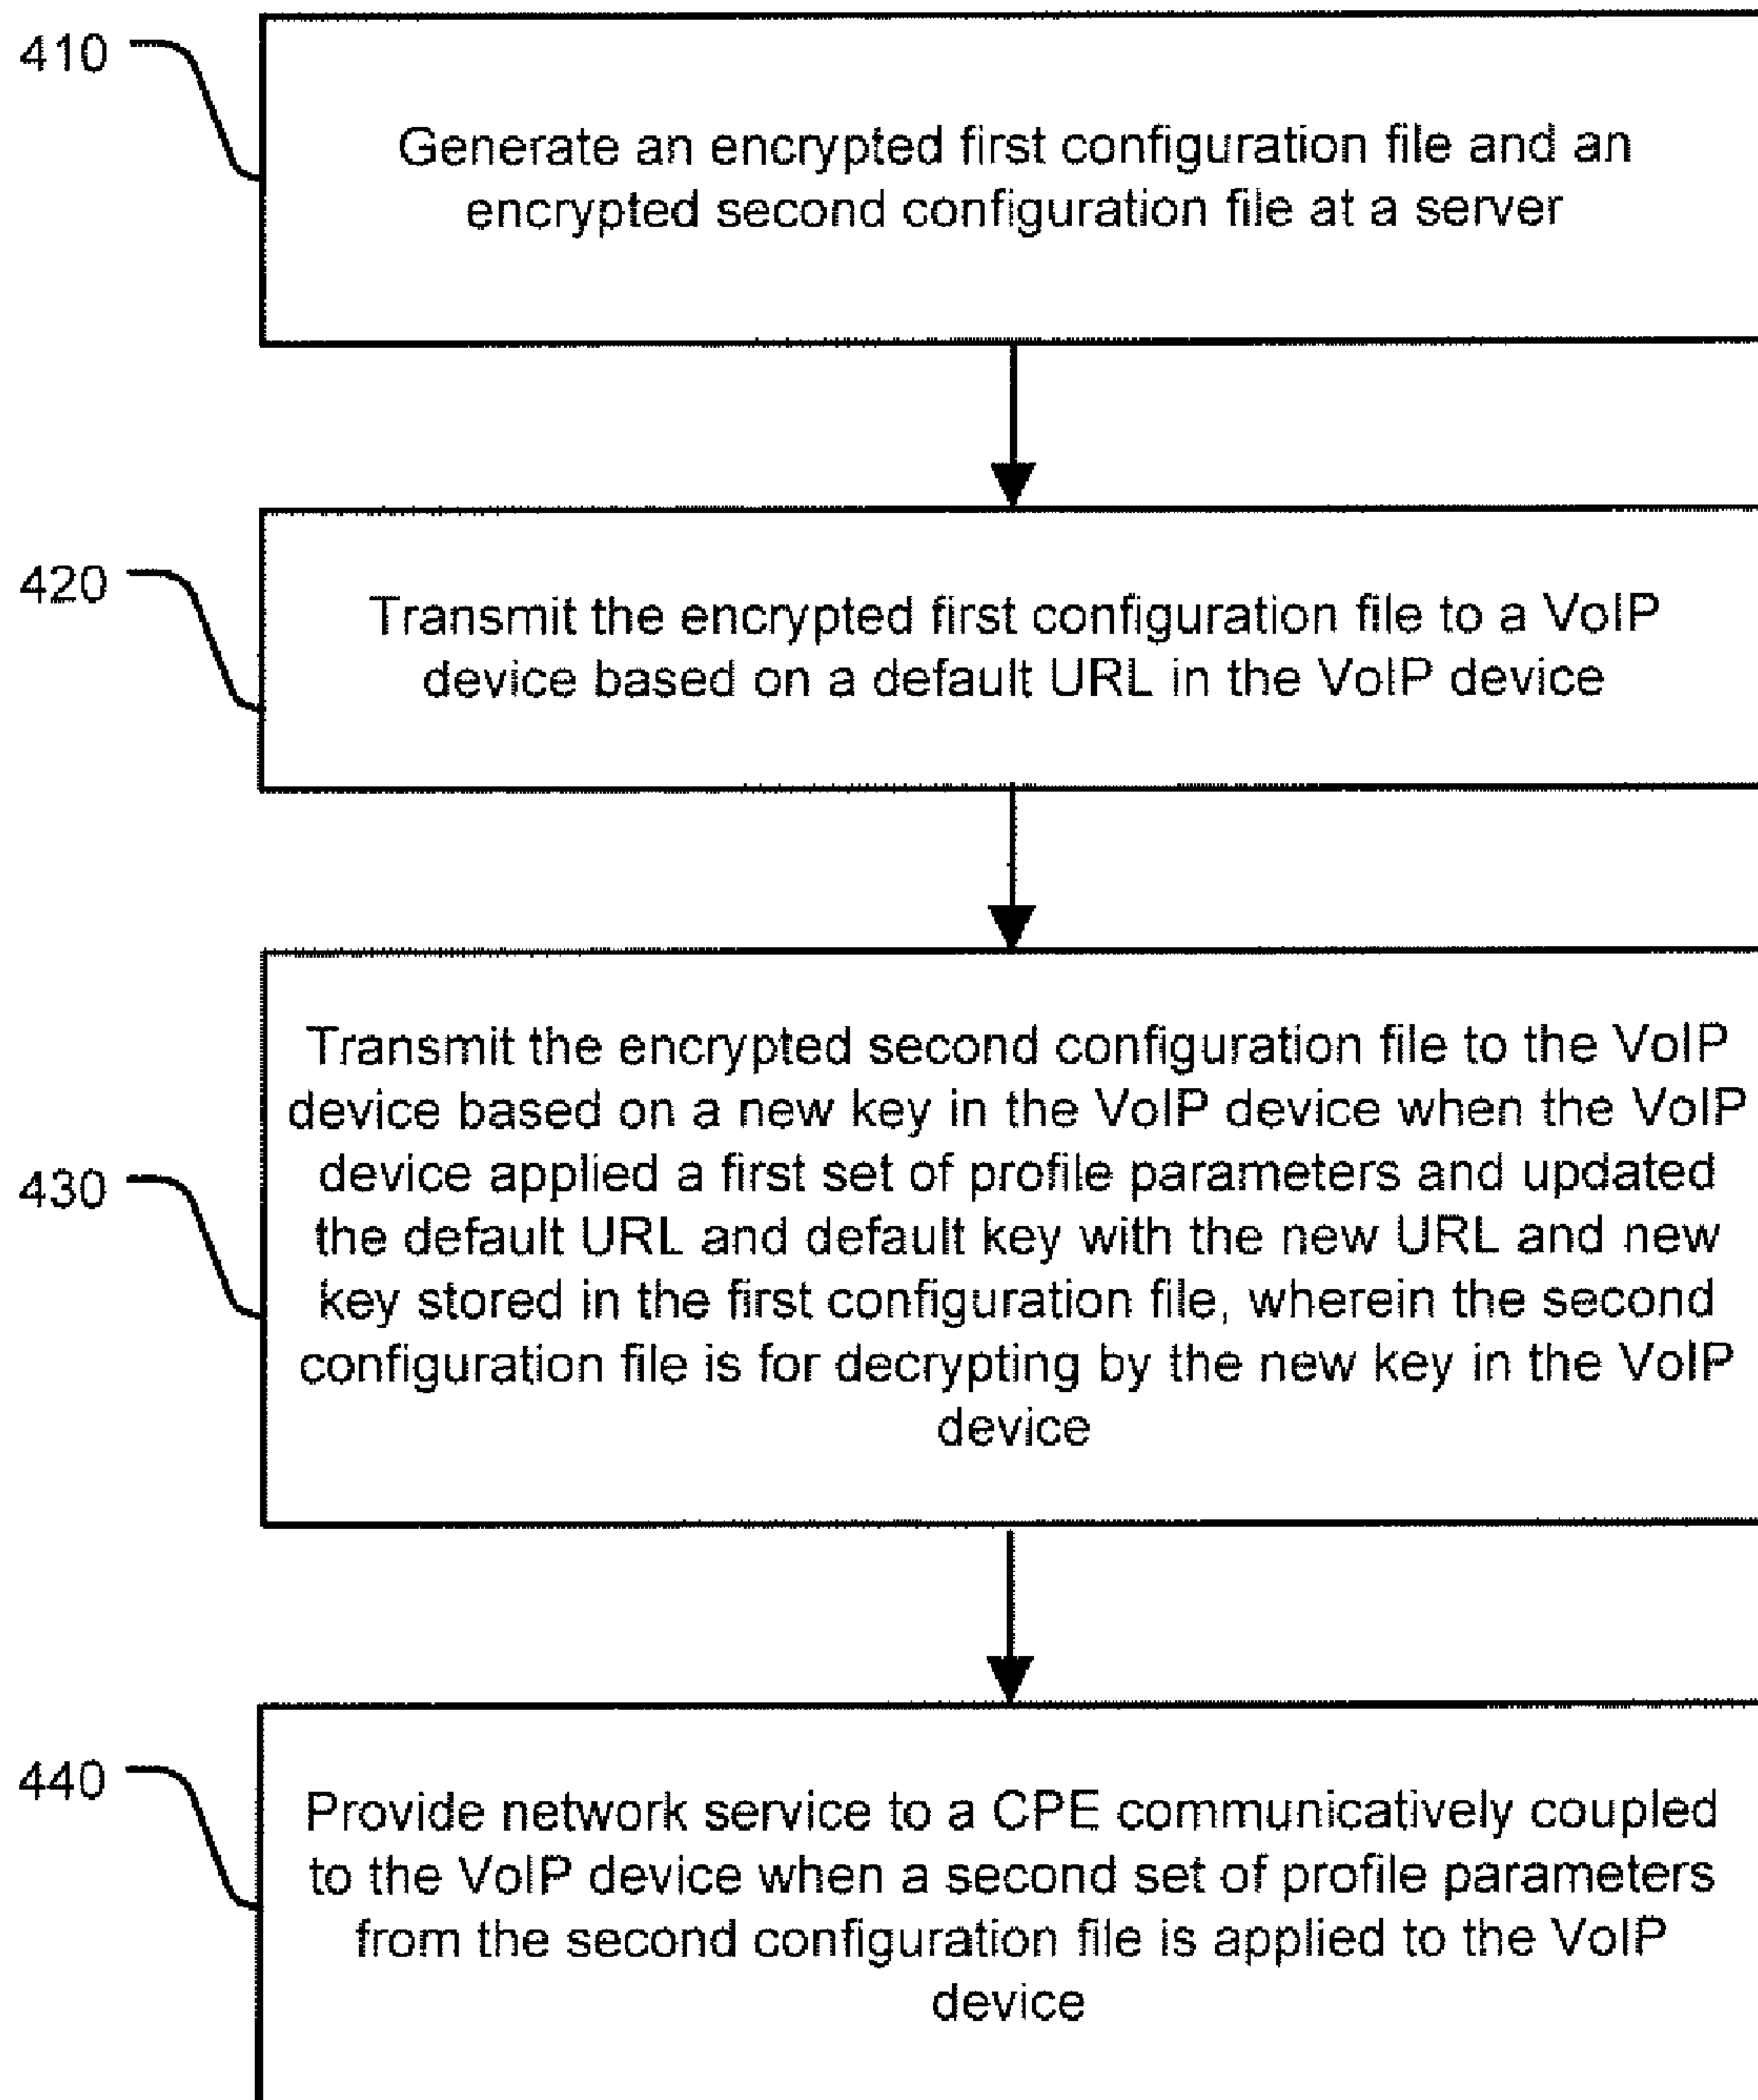 410
Generate an encrypted first configuration file and an
encrypted second configuration file at a server
420
Transmit the encrypted first configuration file to a VoIP
device based on a default URL in the VoIP device
430
Transmit the encrypted second configuration file to the VoIP
device based on a new key in the VoIP device when the VoIP
device applied a first set of profile parameters and updated
the default URL and default key with the new URL and new
key stored in the first configuration file, wherein the second
configuration file is for decrypting by the new key in the VoIP
device
440
Provide network service to a CPE communicatively coupled
to the VoIP device when a second set of profile parameters
from the second configuration file is applied to the VoIP
device